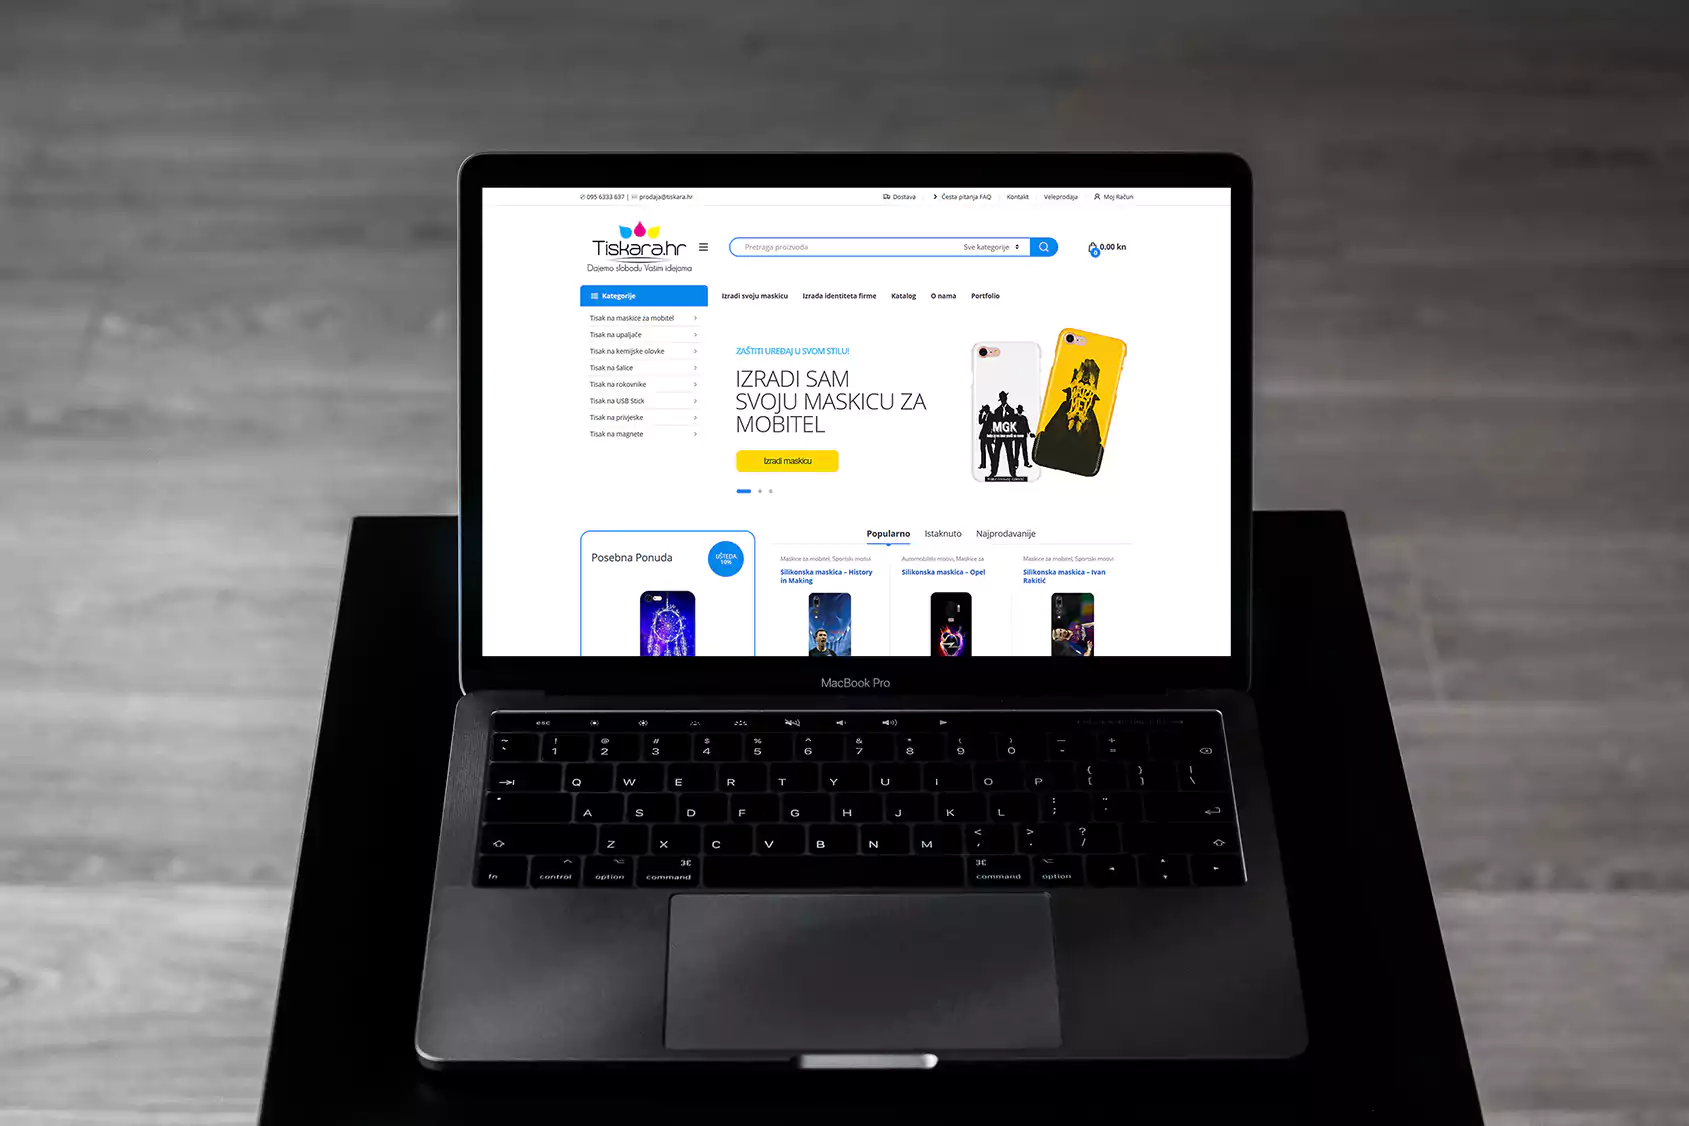 095 6333 637 | prodaja@tiskara.hr
Dostava
Česta pitanja FAQ
Kontakt
Veleprodaja
Moj Račun
Tiskara.hr
Dajemo slobodu Vašim idejama
Pretraga proizvoda
Sve kategorije
0
0.00 kn
Kategorije
Izradi svoju maskicu
Izrada identiteta firme
Katalog
O nama
Portfolio
Tisak na maskice za mobitel
Tisak na upaljače
Tisak na kemijske olovke
Tisak na šalice
Tisak na rokovnike
Tisak na USB Stick
Tisak na privjeske
Tisak na magnete
ZAŠTITI UREĐAJ U SVOM STILU!
IZRADI SAM
SVOJU MASKICU ZA
MOBITEL
Izradi maskicu
MGK
Posebna Ponuda
UŠTEDA
19%
Popularno
Istaknuto
Najprodavanije
Maskice za mobitel, Sportski motivi
Silikonska maskica – History
in Making
Automobilski motivi, Maskice za
Silikonska maskica – Opel
Maskice za mobitel, Sportski motivi
Silikonska maskica – Ivan
Rakitić
MacBook Pro
esc
~ ! @ # $ % ^ & * ( ) — +
` 1 2 3 4 5 6 7 8 9 0 - =
Q W E R T Y U I O P { [ } ] | \
A S D F G H J K L : ; " '
Z X C V B N M < , > . ? /
fn control option ⌘ command ⌘ command option